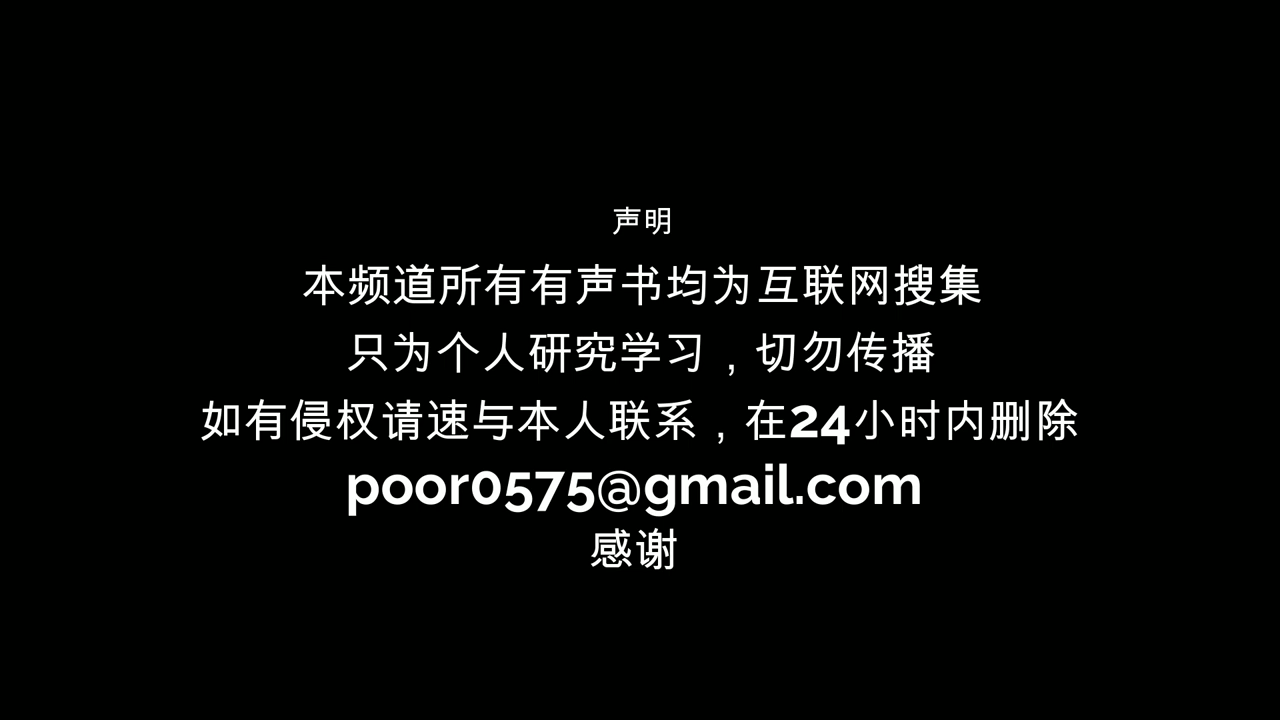 声明
本频道所有有声书均为互联网搜集
只为个人研究学习，切勿传播
如有侵权请速与本人联系，在24小时内删除
poor0575@gmail.com
感谢